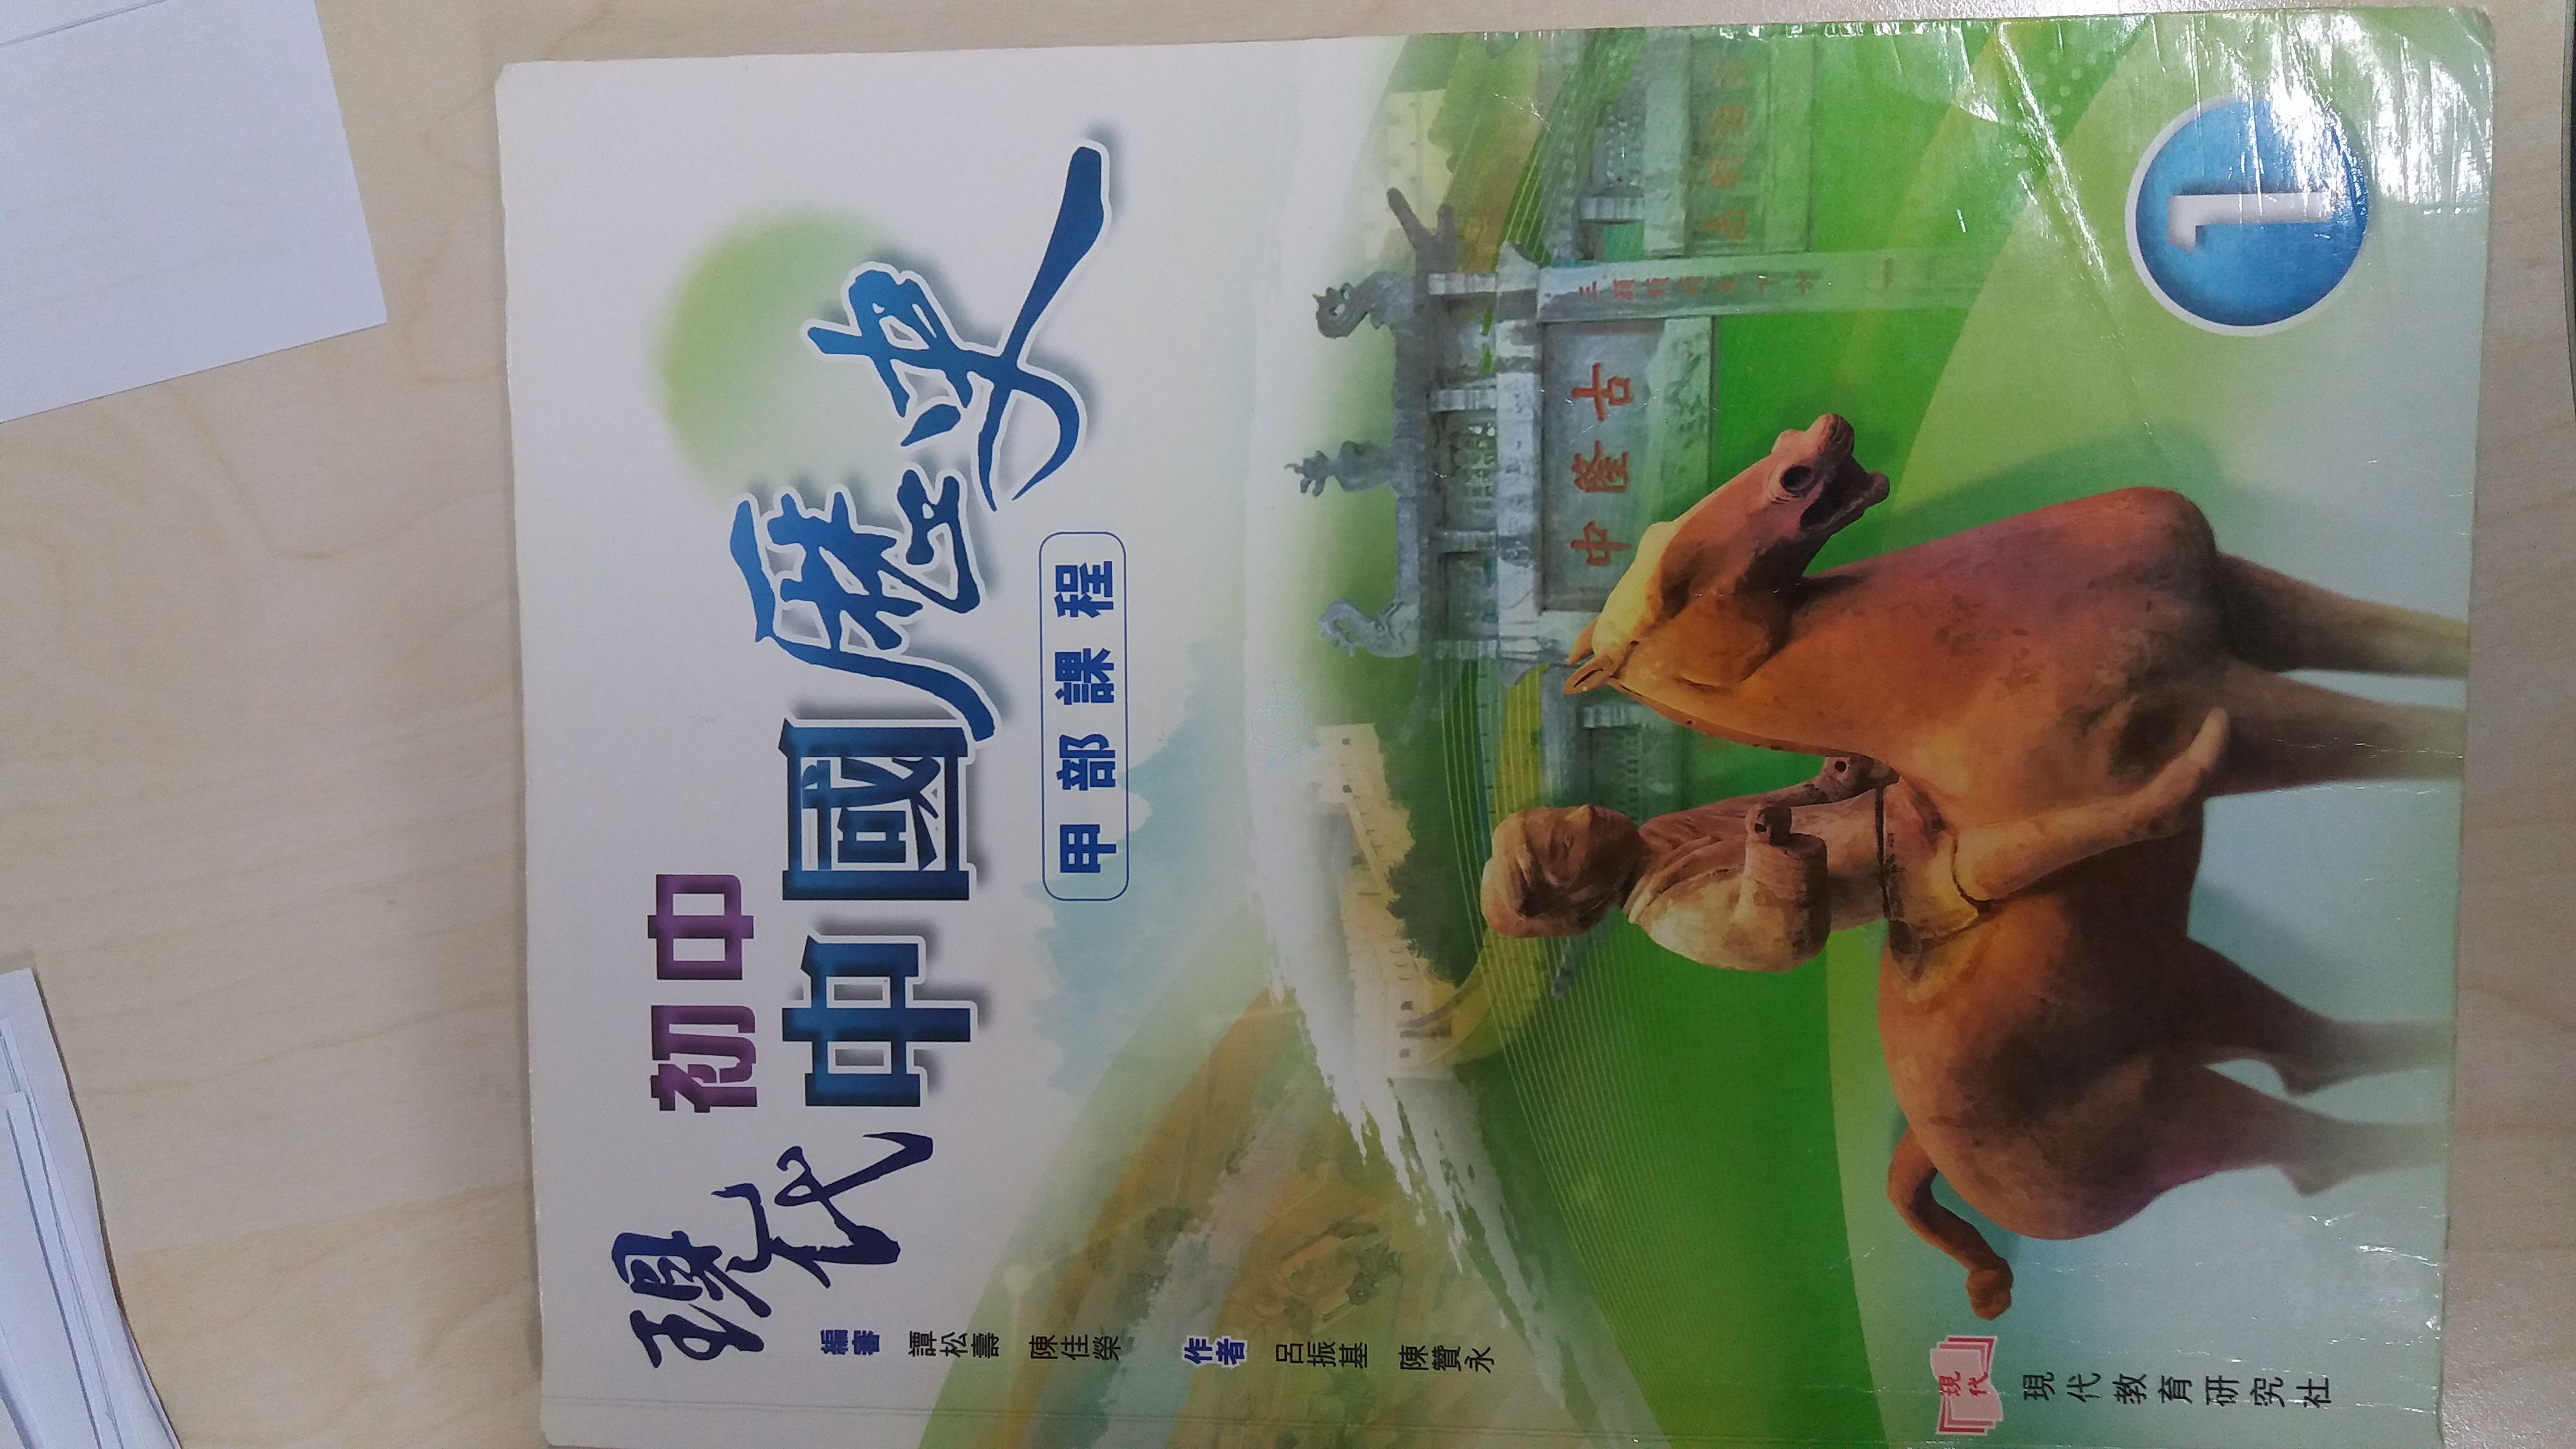 初中
現代中國歷史
甲部課程
編審
譚松壽
陳佳榮
作者
呂振基
陳贊永
古隆中
1
現代
現代教育研究社